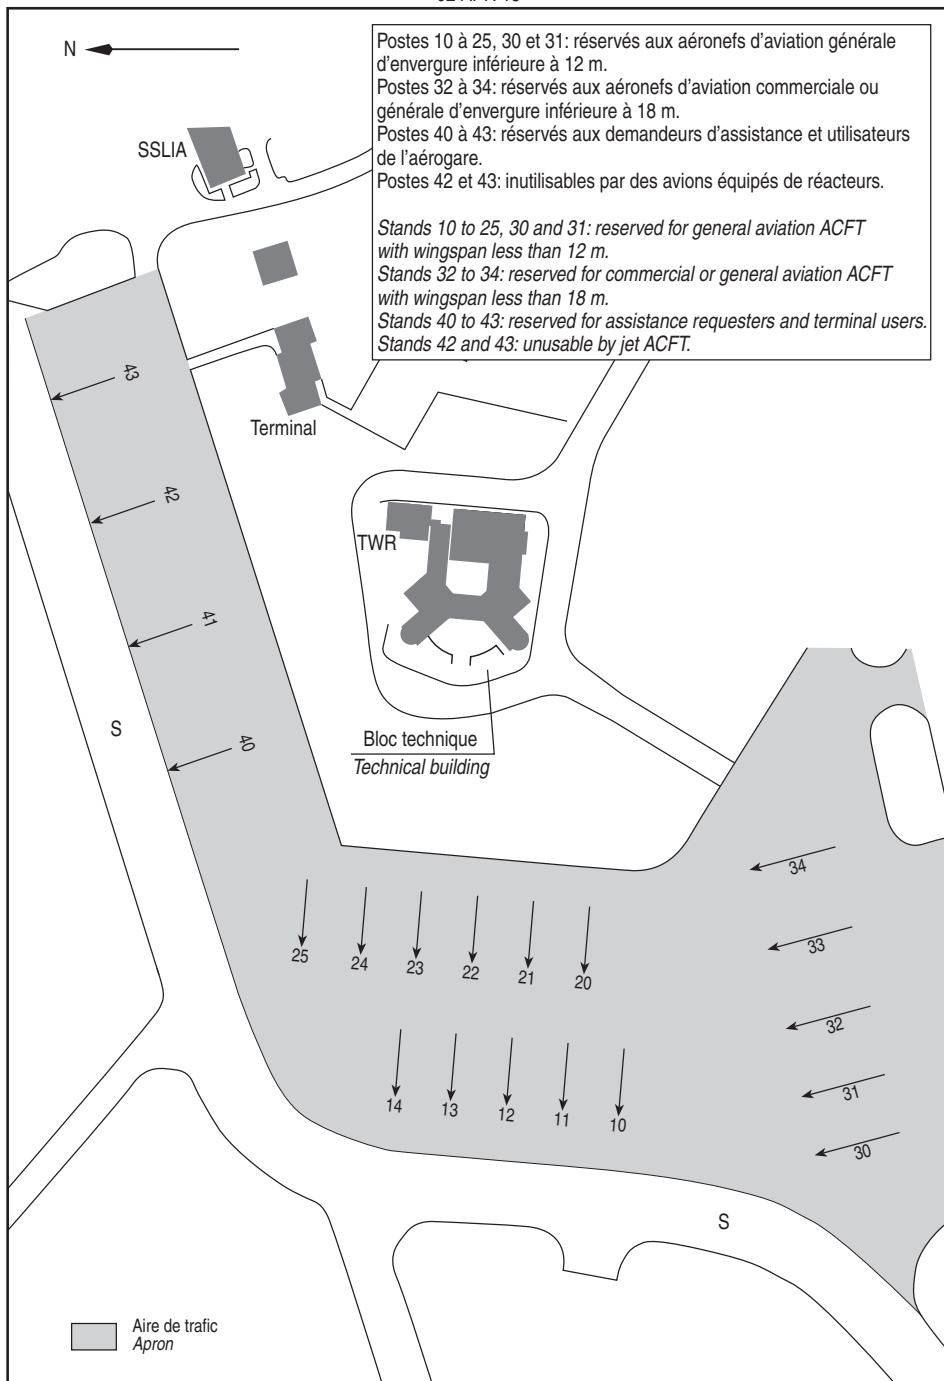 N
Postes 10 à 25, 30 et 31: réservés aux aéronefs d'aviation générale
d'envergure inférieure à 12 m.
Postes 32 à 34: réservés aux aéronefs d'aviation commerciale ou
générale d'envergure inférieure à 18 m.
Postes 40 à 43: réservés aux demandeurs d'assistance et utilisateurs
de l'aérogare.
Postes 42 et 43: inutilisables par des avions équipés de réacteurs.
Stands 10 to 25, 30 and 31: reserved for general aviation ACFT
with wingspan less than 12 m.
Stands 32 to 34: reserved for commercial or general aviation ACFT
with wingspan less than 18 m.
Stands 40 to 43: reserved for assistance requesters and terminal users.
Stands 42 and 43: unusable by jet ACFT.
SSLIA
43
Terminal
42
TWR
41
S
40
Bloc technique
Technical building
34
33
25
24
23
22
21
20
32
31
14
13
12
11
10
30
S
Aire de trafic
Apron